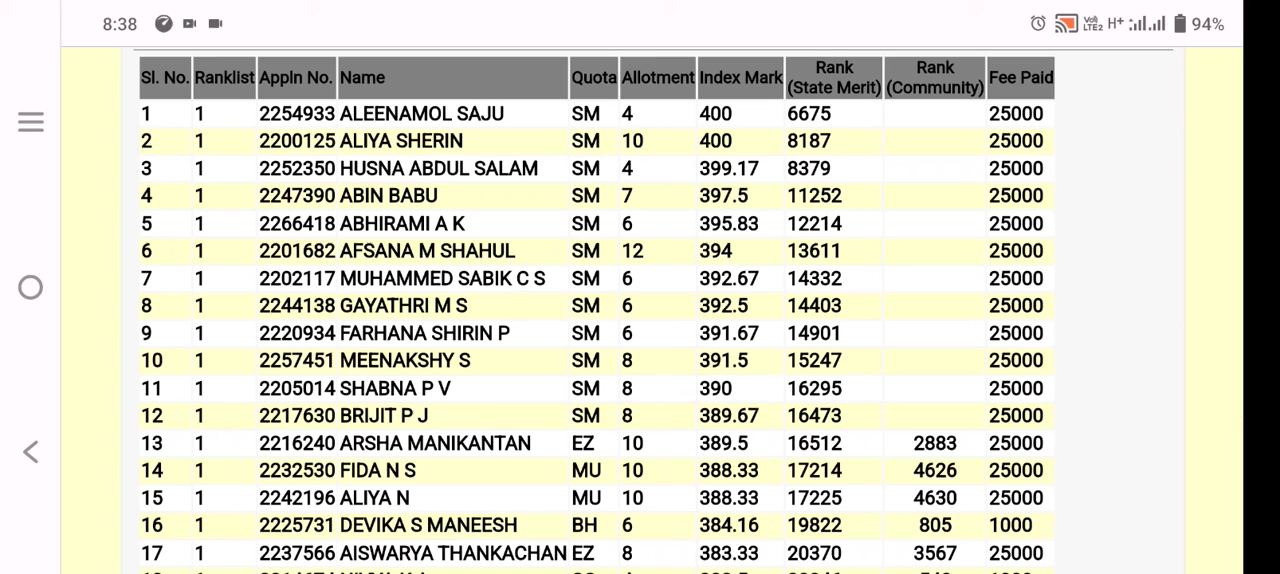 8:38 Vo) LTE2 H+ 94%
Sl. No. Ranklist Appln No. Name Quota Allotment Index Mark Rank (State Merit) Rank (Community) Fee Paid
1 1 2254933 ALEENAMOL SAJU SM 4 400 6675 25000
2 1 2200125 ALIYA SHERIN SM 10 400 8187 25000
3 1 2252350 HUSNA ABDUL SALAM SM 4 399.17 8379 25000
4 1 2247390 ABIN BABU SM 7 397.5 11252 25000
5 1 2266418 ABHIRAMI A K SM 6 395.83 12214 25000
6 1 2201682 AFSANA M SHAHUL SM 12 394 13611 25000
7 1 2202117 MUHAMMED SABIK C S SM 6 392.67 14332 25000
8 1 2244138 GAYATHRI M S SM 6 392.5 14403 25000
9 1 2220934 FARHANA SHIRIN P SM 6 391.67 14901 25000
10 1 2257451 MEENAKSHY S SM 8 391.5 15247 25000
11 1 2205014 SHABNA P V SM 8 390 16295 25000
12 1 2217630 BRIJIT P J SM 8 389.67 16473 25000
13 1 2216240 ARSHA MANIKANTAN EZ 10 389.5 16512 2883 25000
14 1 2232530 FIDA N S MU 10 388.33 17214 4626 25000
15 1 2242196 ALIYA N MU 10 388.33 17225 4630 25000
16 1 2225731 DEVIKA S MANEESH BH 6 384.16 19822 805 1000
17 1 2237566 AISWARYA THANKACHAN EZ 8 383.33 20370 3567 25000